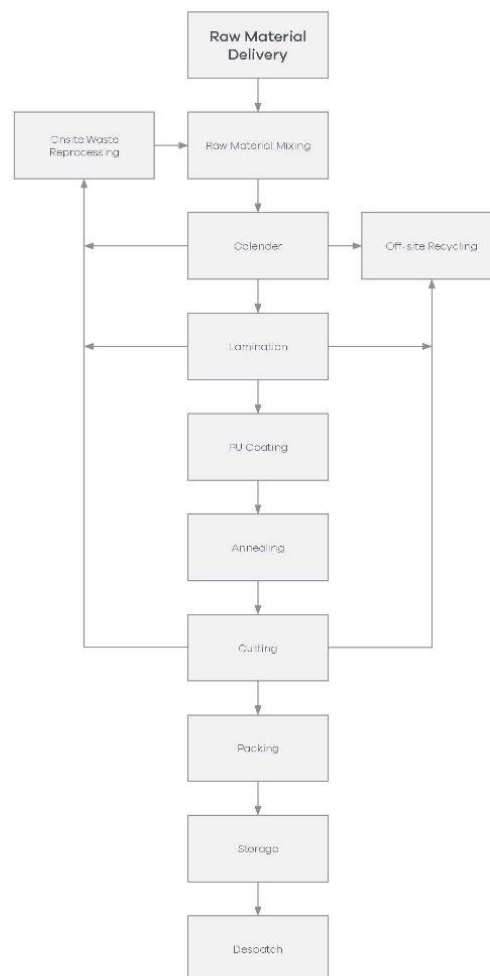 Raw Material
Delivery
Onsite Waste
Reprocessing
Raw Material Mixing
Calender
Off-site Recycling
Lamination
PU Coating
Annealing
Cutting
Packing
Storage
Despatch